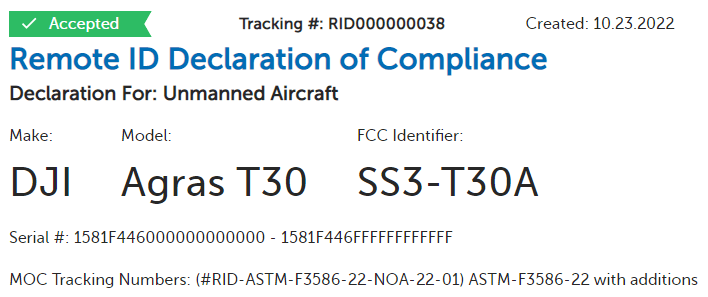 Accepted Tracking #: RID000000038 Created: 10.23.2022
Remote ID Declaration of Compliance
Declaration For: Unmanned Aircraft
Make: Model: FCC Identifier:
DJI Agras T30 SS3-T30A
Serial #: 1581F446000000000000 - 1581F446FFFFFFFFFFFF
MOC Tracking Numbers: (#RID-ASTM-F3586-22-NOA-22-01) ASTM-F3586-22 with additions